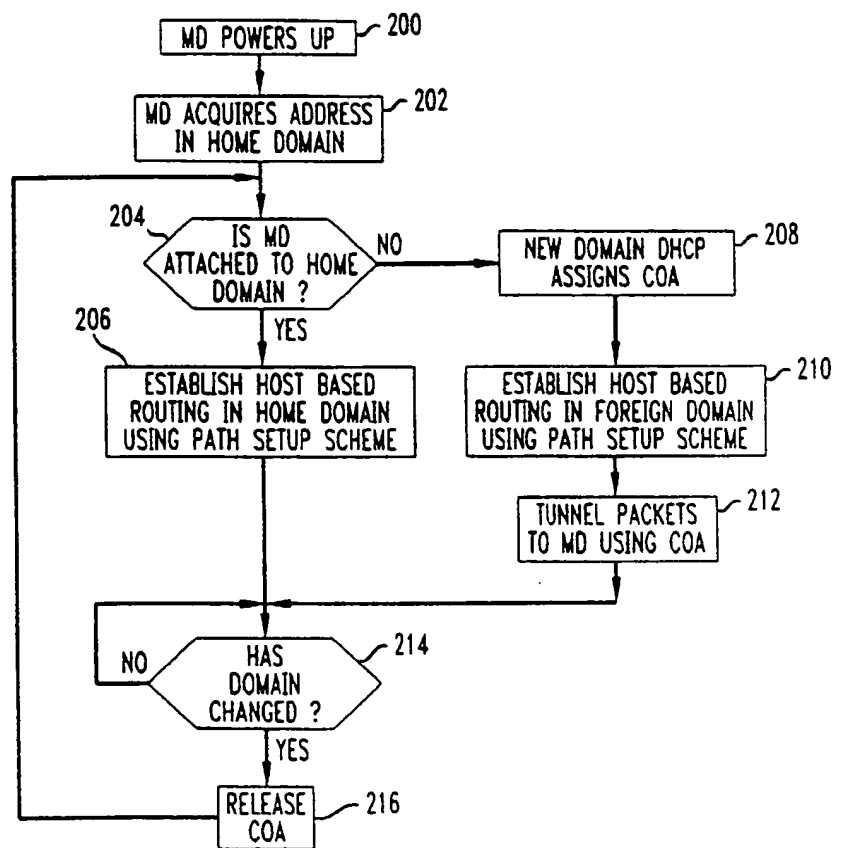 MD POWERS UP
200
MD ACQUIRES ADDRESS
IN HOME DOMAIN
202
204
IS MD
ATTACHED TO HOME
DOMAIN ?
NO
NEW DOMAIN DHCP
ASSIGNS COA
208
YES
206
ESTABLISH HOST BASED
ROUTING IN HOME DOMAIN
USING PATH SETUP SCHEME
ESTABLISH HOST BASED
ROUTING IN FOREIGN DOMAIN
USING PATH SETUP SCHEME
210
TUNNEL PACKETS
TO MD USING COA
212
NO
HAS
DOMAIN
CHANGED ?
214
YES
RELEASE
COA
216